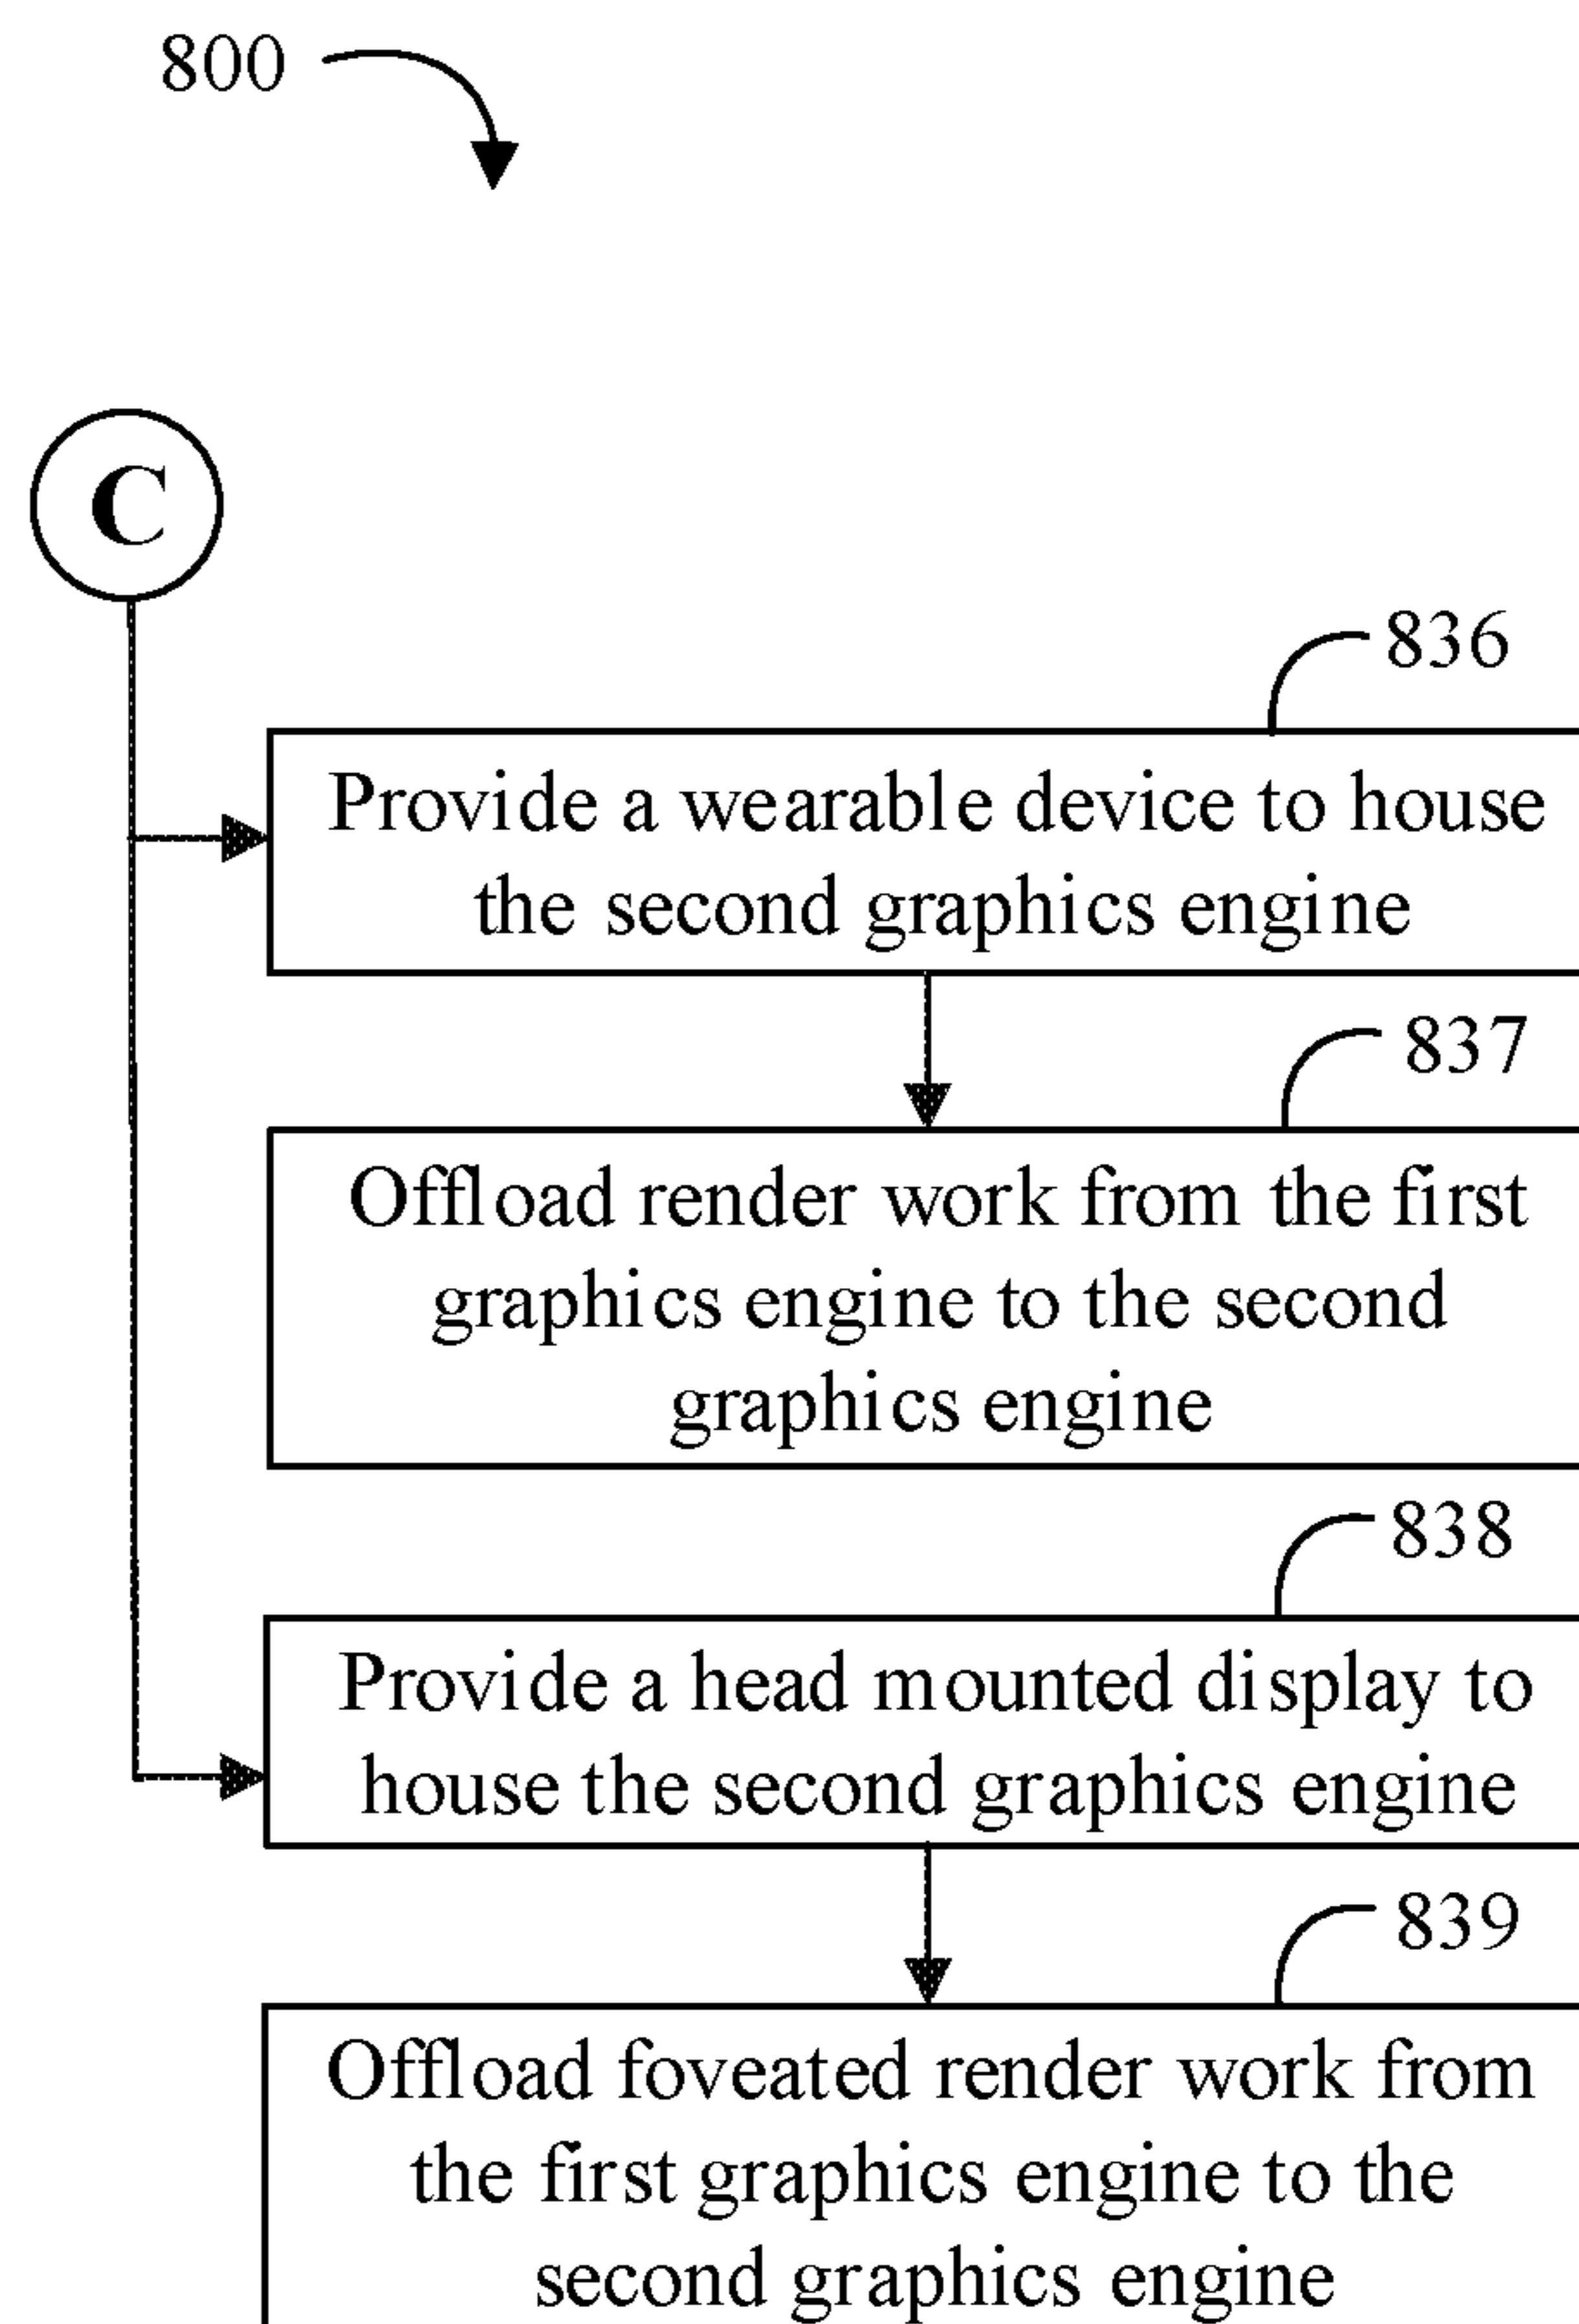 800
C
836
Provide a wearable device to house
the second graphics engine
837
Offload render work from the first
graphics engine to the second
graphics engine
838
Provide a head mounted display to
house the second graphics engine
839
Offload foveated render work from
the first graphics engine to the
second graphics engine